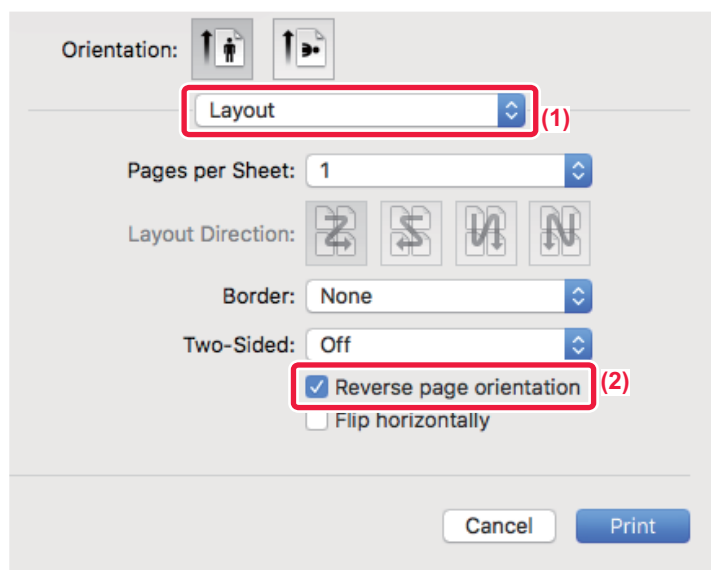 Orientation:
Layout
(1)
Pages per Sheet: 1
Layout Direction:
Border: None
Two-Sided: Off
Reverse page orientation
(2)
Flip horizontally
Cancel Print